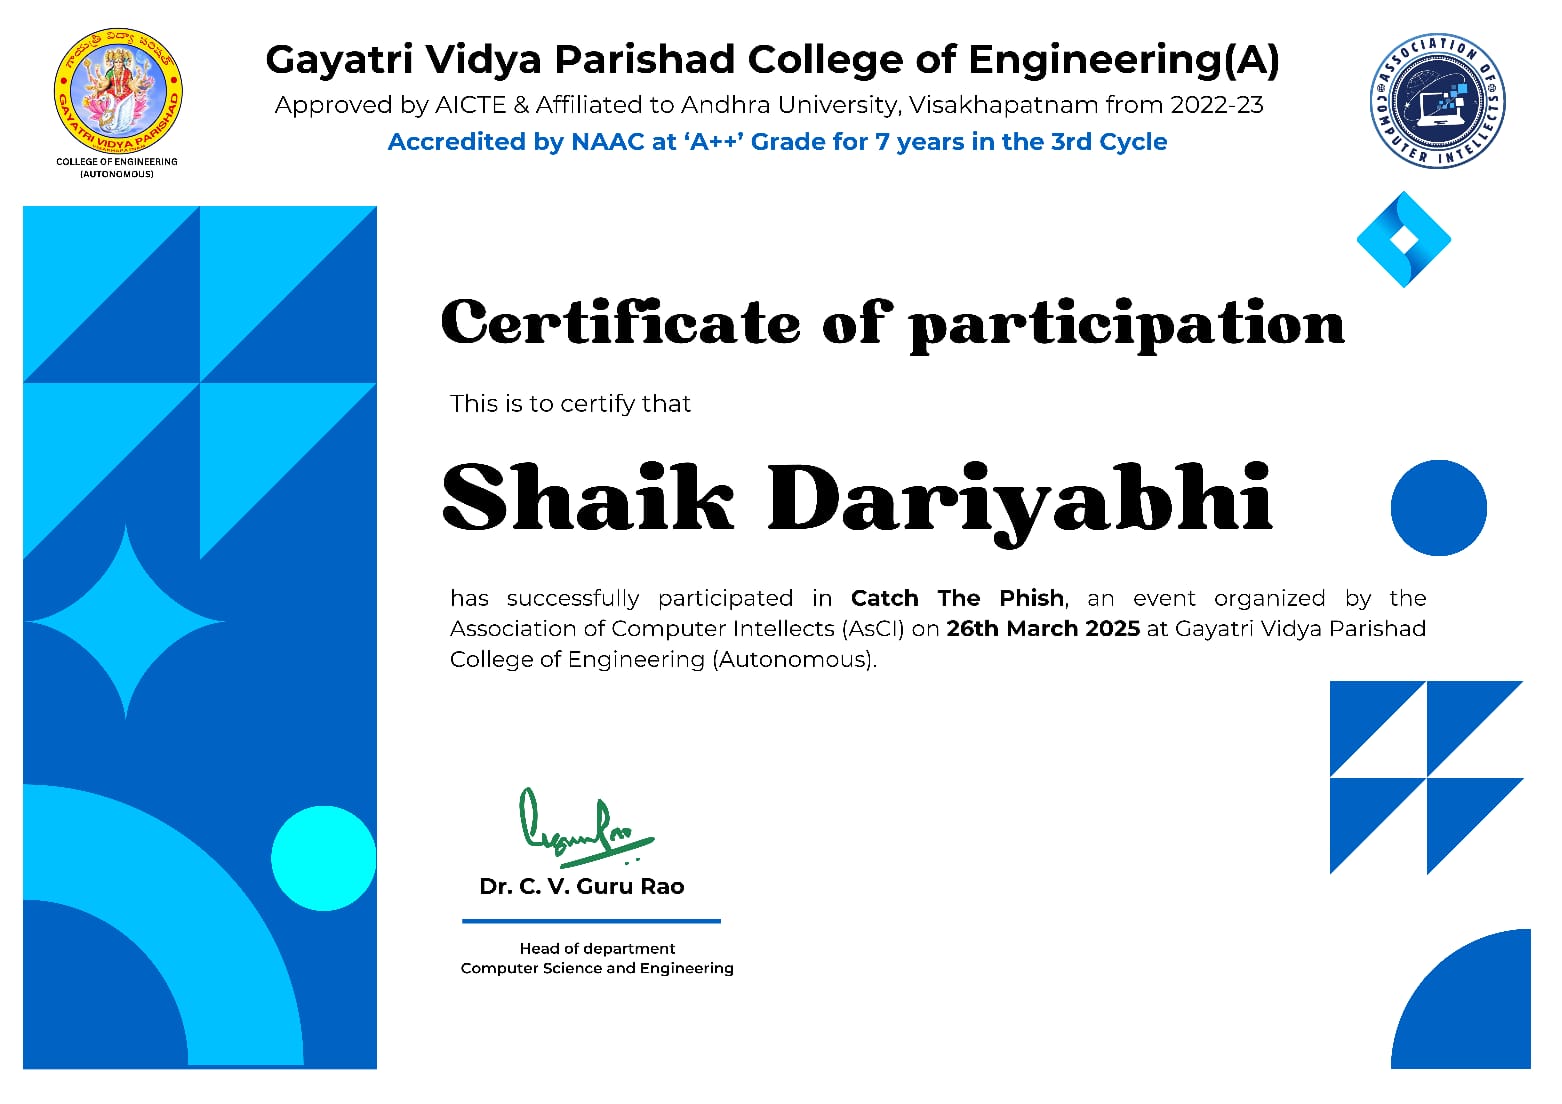 గాయత్రీ విద్యా పరిషత్
GAYATRI VIDYA PARISHAD
VISAKHAPATNAM
COLLEGE OF ENGINEERING
(AUTONOMOUS)
Gayatri Vidya Parishad College of Engineering(A)
Approved by AICTE & Affiliated to Andhra University, Visakhapatnam from 2022-23
Accredited by NAAC at ‘A++’ Grade for 7 years in the 3rd Cycle
ASSOCIATION OF
COMPUTER INTELLECTS
Certificate of participation
This is to certify that
Shaik Dariyabhi
has successfully participated in Catch The Phish, an event organized by the
Association of Computer Intellects (AsCI) on 26th March 2025 at Gayatri Vidya Parishad
College of Engineering (Autonomous).
Dr. C. V. Guru Rao
Head of department
Computer Science and Engineering